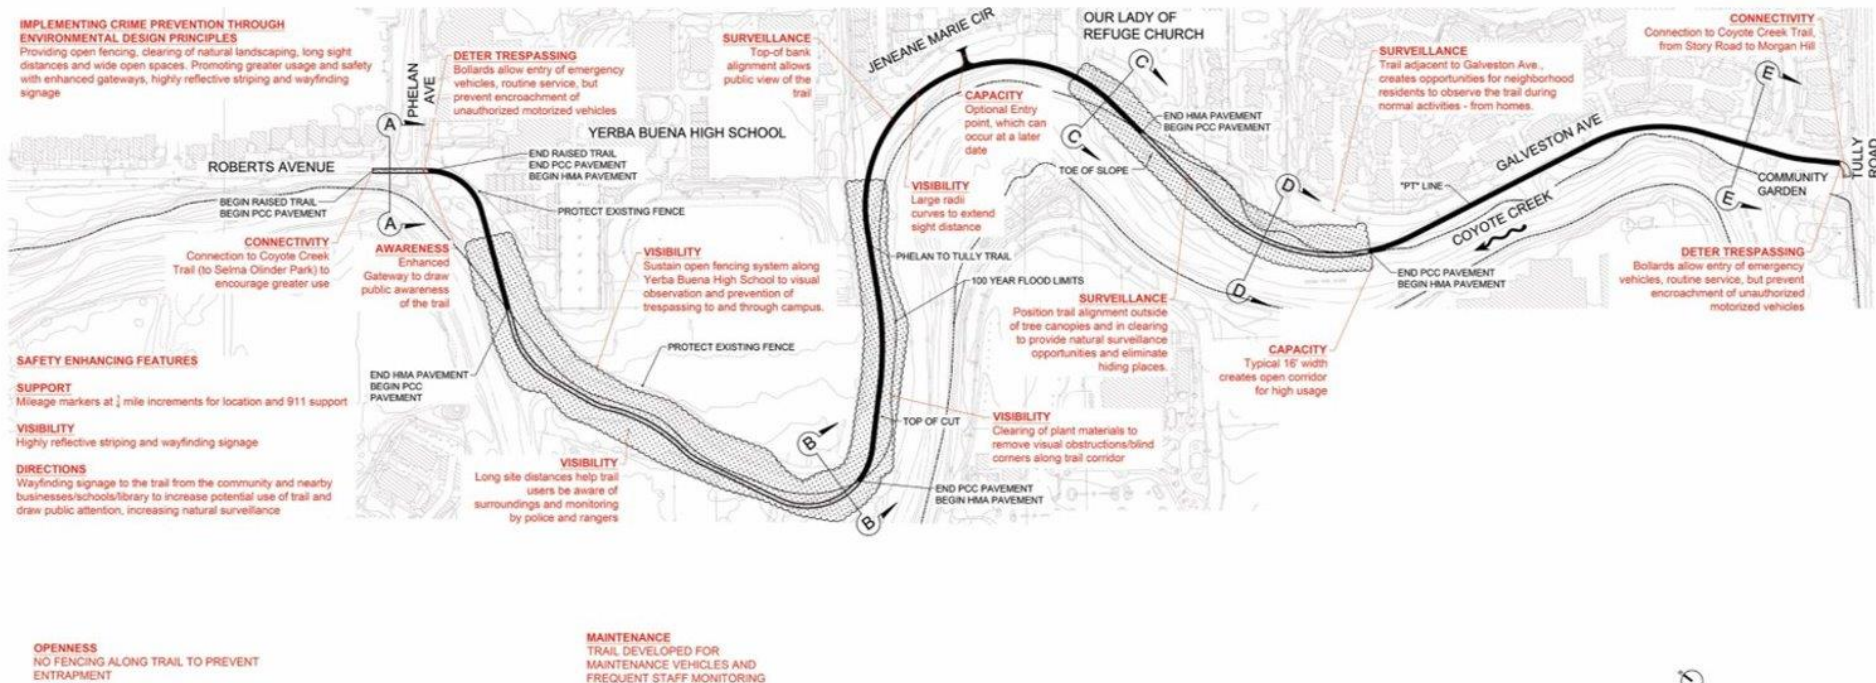 IMPLEMENTING CRIME PREVENTION THROUGH
ENVIRONMENTAL DESIGN PRINCIPLES
Providing open fencing, clearing of natural landscaping, long sight
distances and wide open spaces. Promoting greater usage and safety
with enhanced gateways, highly reflective striping and wayfinding
signage
PHELAN
AVE
DETER TRESPASSING
Bollards allow entry of emergency
vehicles, routine service, but
prevent encroachment of
unauthorized motorized vehicles
SURVEILLANCE
Top-of bank
alignment allows
public view of the
trail
JENEANE MARIE CIR
OUR LADY OF
REFUGE CHURCH
CONNECTIVITY
Connection to Coyote Creek Trail,
from Story Road to Morgan Hill
SURVEILLANCE
Trail adjacent to Galveston Ave.,
creates opportunities for neighborhood
residents to observe the trail during
normal activities - from homes.
CAPACITY
Optional Entry
point, which can
occur at a later
date
A
C
E
YERBA BUENA HIGH SCHOOL
END HMA PAVEMENT
BEGIN PCC PAVEMENT
C
ROBERTS AVENUE
END RAISED TRAIL
END PCC PAVEMENT
BEGIN HMA PAVEMENT
TOE OF SLOPE
GALVESTON AVE
TULLY
ROAD
D
"PT" LINE
COMMUNITY
GARDEN
E
BEGIN RAISED TRAIL
BEGIN PCC PAVEMENT
PROTECT EXISTING FENCE
A
VISIBILITY
Large radii
curves to extend
sight distance
COYOTE CREEK
CONNECTIVITY
Connection to Coyote Creek
Trail (to Selma Olinder Park) to
encourage greater use
AWARENESS
Enhanced
Gateway to draw
public awareness
of the trail
VISIBILITY
Sustain open fencing system along
Yerba Buena High School to visual
observation and prevention of
trespassing to and through campus.
PHELAN TO TULLY TRAIL
100 YEAR FLOOD LIMITS
D
END PCC PAVEMENT
BEGIN HMA PAVEMENT
DETER TRESPASSING
Bollards allow entry of emergency
vehicles, routine service, but prevent
encroachment of unauthorized
motorized vehicles
SURVEILLANCE
Position trail alignment outside
of tree canopies and in clearing
to provide natural surveillance
opportunities and eliminate
hiding places.
PROTECT EXISTING FENCE
CAPACITY
Typical 16' width
creates open corridor
for high usage
SAFETY ENHANCING FEATURES
SUPPORT
Mileage markers at mile increments for location and 911 support
END HMA PAVEMENT
BEGIN PCC
PAVEMENT
VISIBILITY
Highly reflective striping and wayfinding signage
TOP OF CUT
VISIBILITY
Clearing of plant materials to
remove visual obstructions/blind
corners along trail corridor
B
DIRECTIONS
Wayfinding signage to the trail from the community and nearby
businesses/schools/library to increase potential use of trail and
draw public attention, increasing natural surveillance
VISIBILITY
Long site distances help trail
users be aware of
surroundings and monitoring
by police and rangers
END PCC PAVEMENT
BEGIN HMA PAVEMENT
B
OPENNESS
NO FENCING ALONG TRAIL TO PREVENT
ENTRAPMENT
MAINTENANCE
TRAIL DEVELOPED FOR
MAINTENANCE VEHICLES AND
FREQUENT STAFF MONITORING